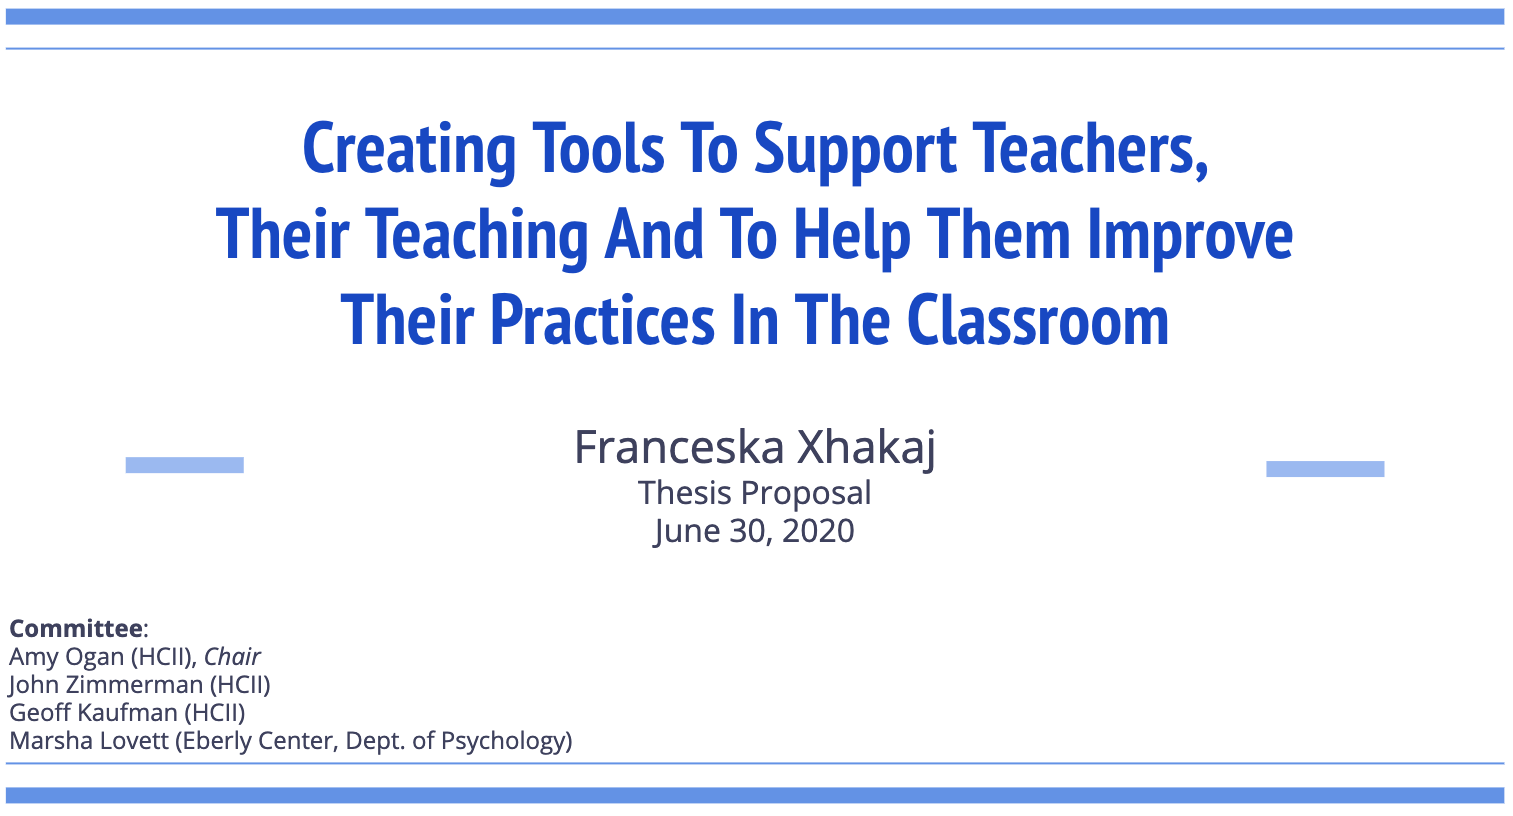 Creating Tools To Support Teachers,
Their Teaching And To Help Them Improve
Their Practices In The Classroom
Franceska Xhakaj
Thesis Proposal
June 30, 2020
Committee:
Amy Ogan (HCII), Chair
John Zimmerman (HCII)
Geoff Kaufman (HCII)
Marsha Lovett (Eberly Center, Dept. of Psychology)